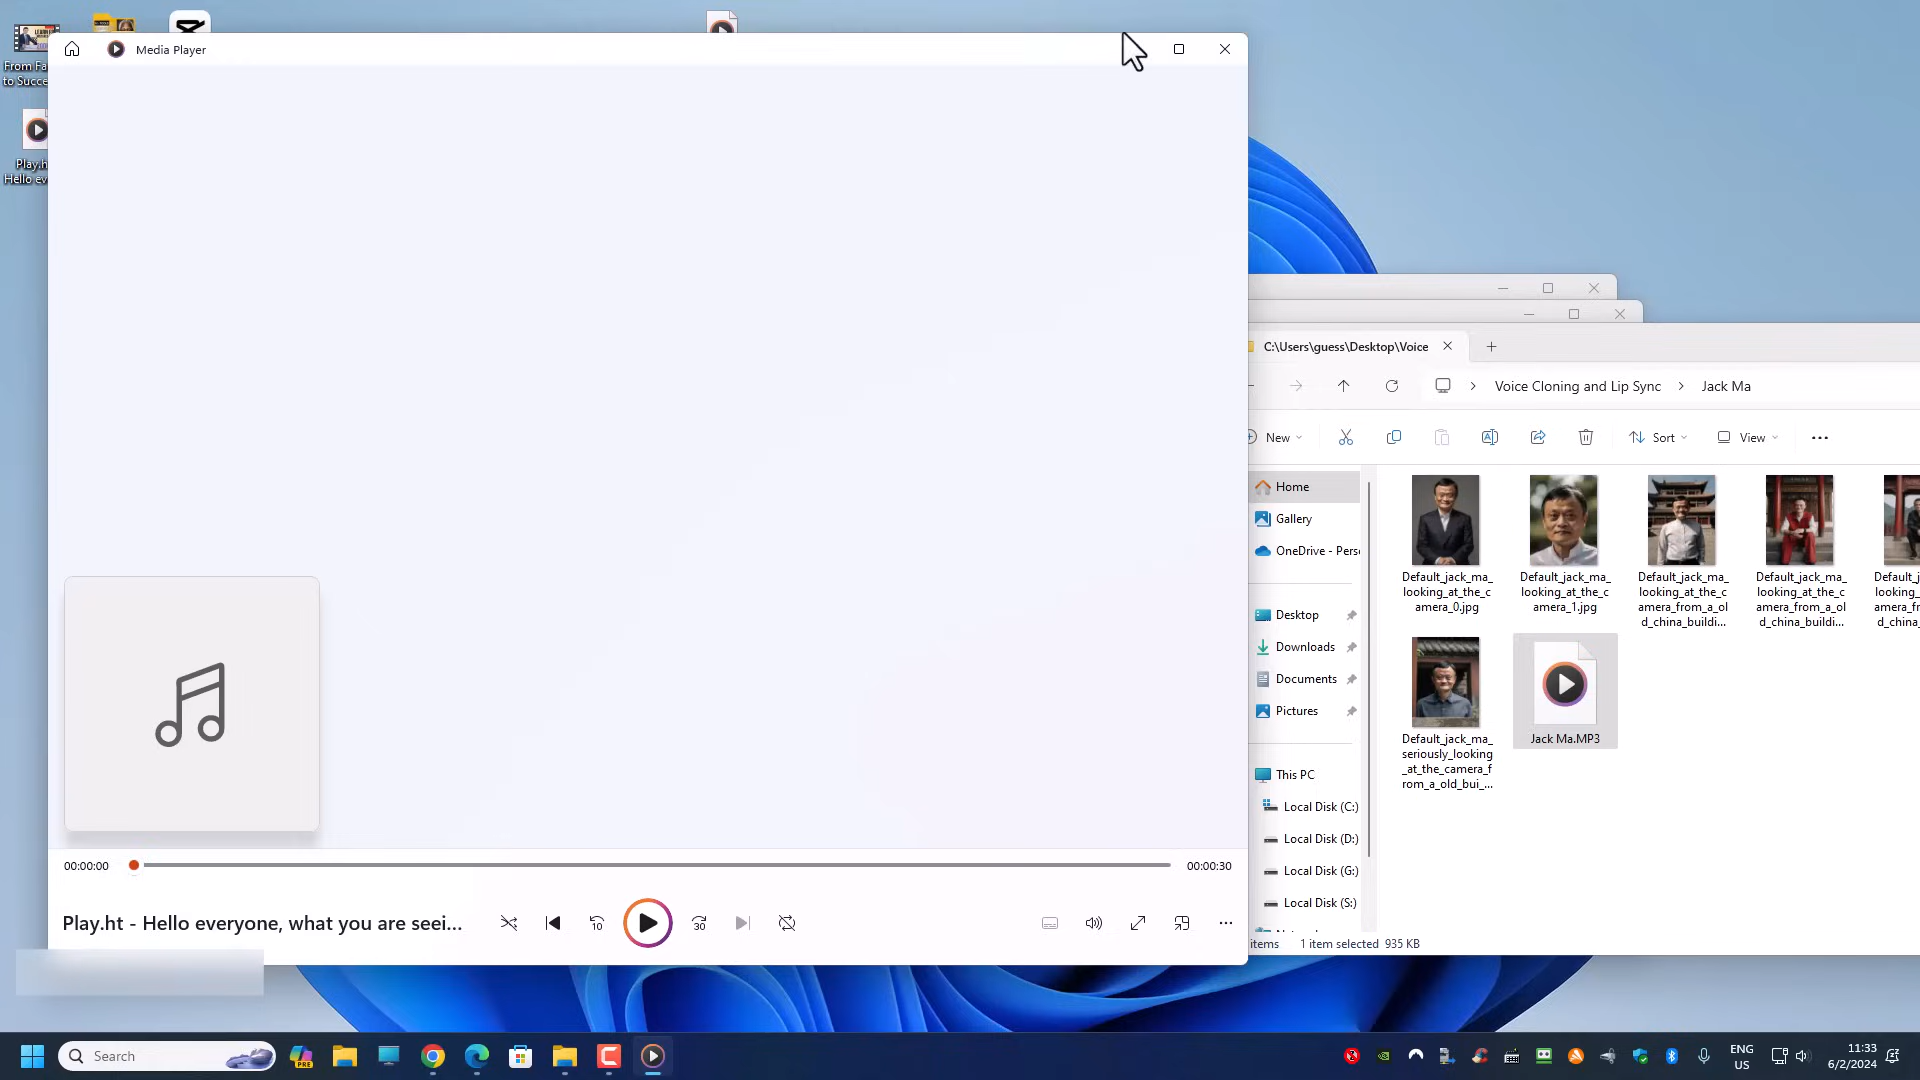 From Fa
to Succe
Play.h
Hello ev
Media Player
00:00:00
00:00:30
Play.ht - Hello everyone, what you are seei...
10
30
C:\Users\guess\Desktop\Voice
Voice Cloning and Lip Sync
Jack Ma
New
Sort
View
Home
Gallery
OneDrive - Perso
Desktop
Downloads
Documents
Pictures
This PC
Local Disk (C:)
Local Disk (D:)
Local Disk (G:)
Local Disk (S:)
Default_jack_ma_
looking_at_the_c
amera_0.jpg
Default_jack_ma_
looking_at_the_c
amera_1.jpg
Default_jack_ma_
looking_at_the_c
amera_from_a_ol
d_china_buildi...
Default_jack_ma_
looking_at_the_c
amera_from_a_ol
d_china_buildi...
Default_j
looking_
amera_fr
d_china_
Default_jack_ma_
seriously_looking
_at_the_camera_f
rom_a_old_bui_...
Jack Ma.MP3
items
1 item selected 935 KB
Search
PRE
ENG
US
11:33
6/2/2024